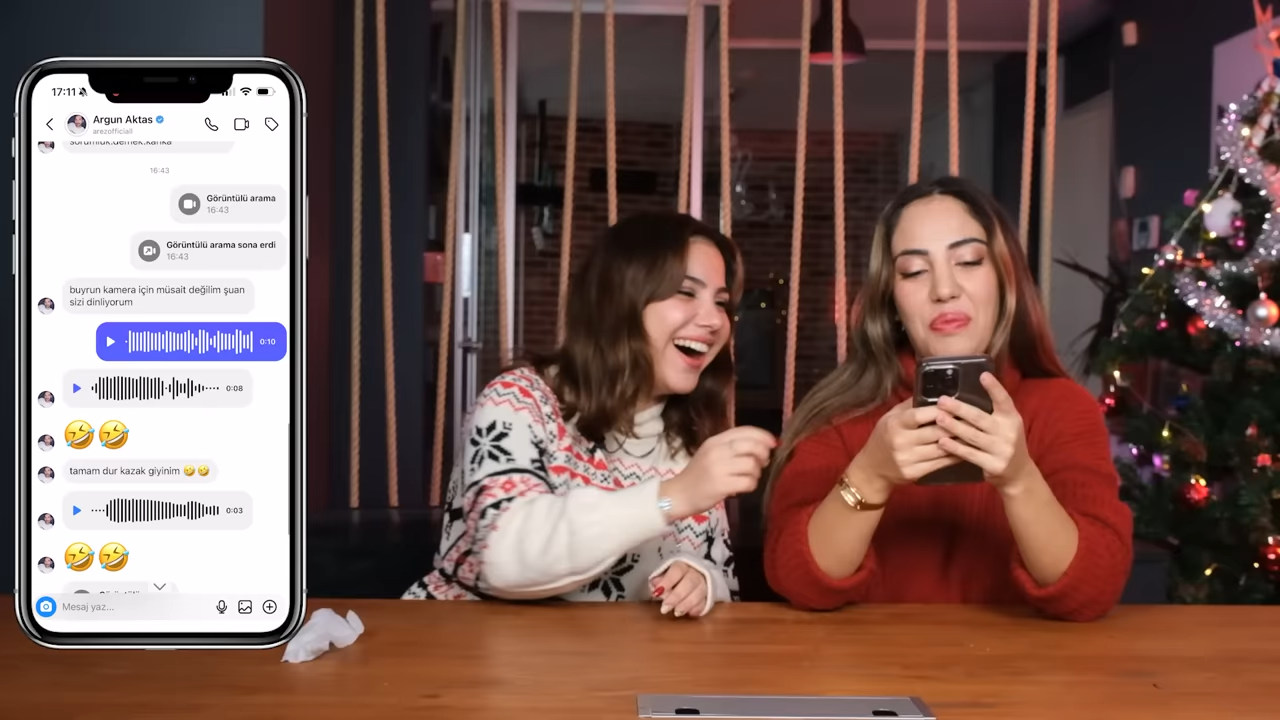 17:11
Argun Aktas
arezofficiall
sorumluk.demek.kanka
16:43
Görüntülü arama
16:43
Görüntülü arama sona erdi
16:43
buyrun kamera için müsait değilim şuan
sizi dinliyorum
0:10
0:08
tamam dur kazak giyinim
0:03
Mesaj yaz...